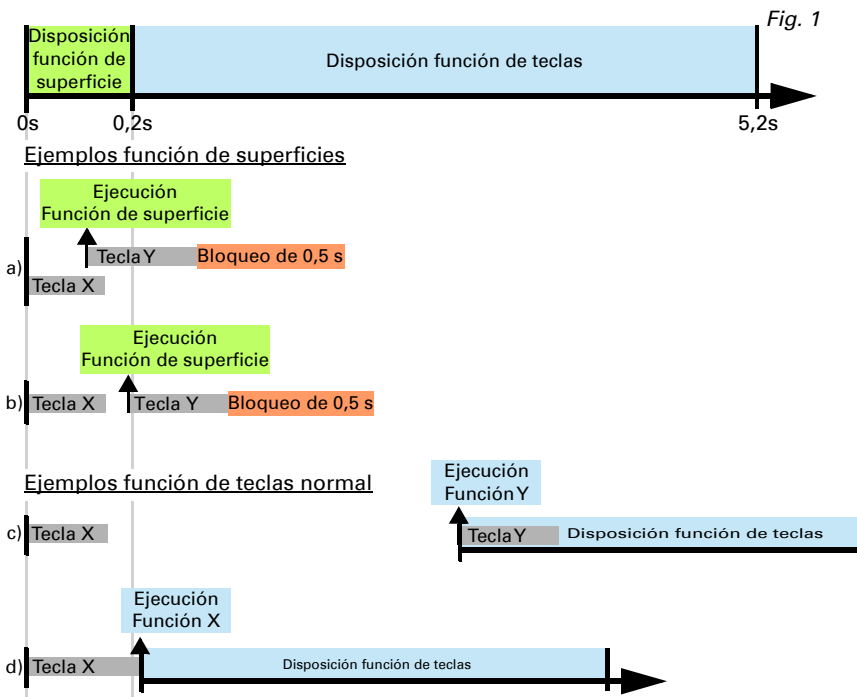 Fig. 1
Disposición
función de
superficie
Disposición función de teclas
0s
0,2s
5,2s
Ejemplos función de superficies
Ejecución
Función de superficie
a)
Tecla Y
Bloqueo de 0,5 s
Tecla X
Ejecución
Función de superficie
b)
Tecla X
Tecla Y
Bloqueo de 0,5 s
Ejemplos función de teclas normal
Ejecución
Función Y
c)
Tecla X
Tecla Y
Disposición función de teclas
Ejecución
Función X
d)
Tecla X
Disposición función de teclas